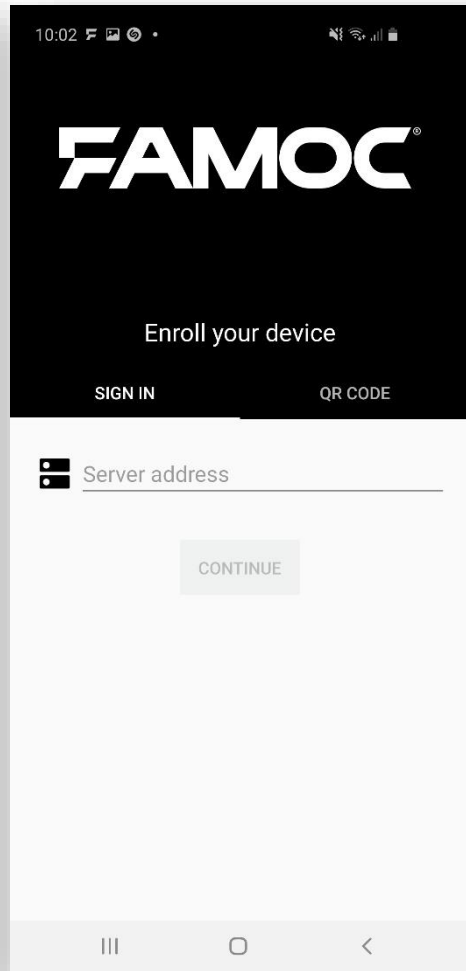 10:02
FAMOC®
Enroll your device
SIGN IN
QR CODE
Server address
CONTINUE